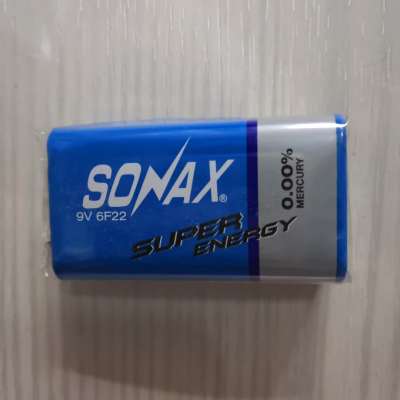 SONAX®
9V 6F22
SUPER
ENERGY
0.00%
MERCURY